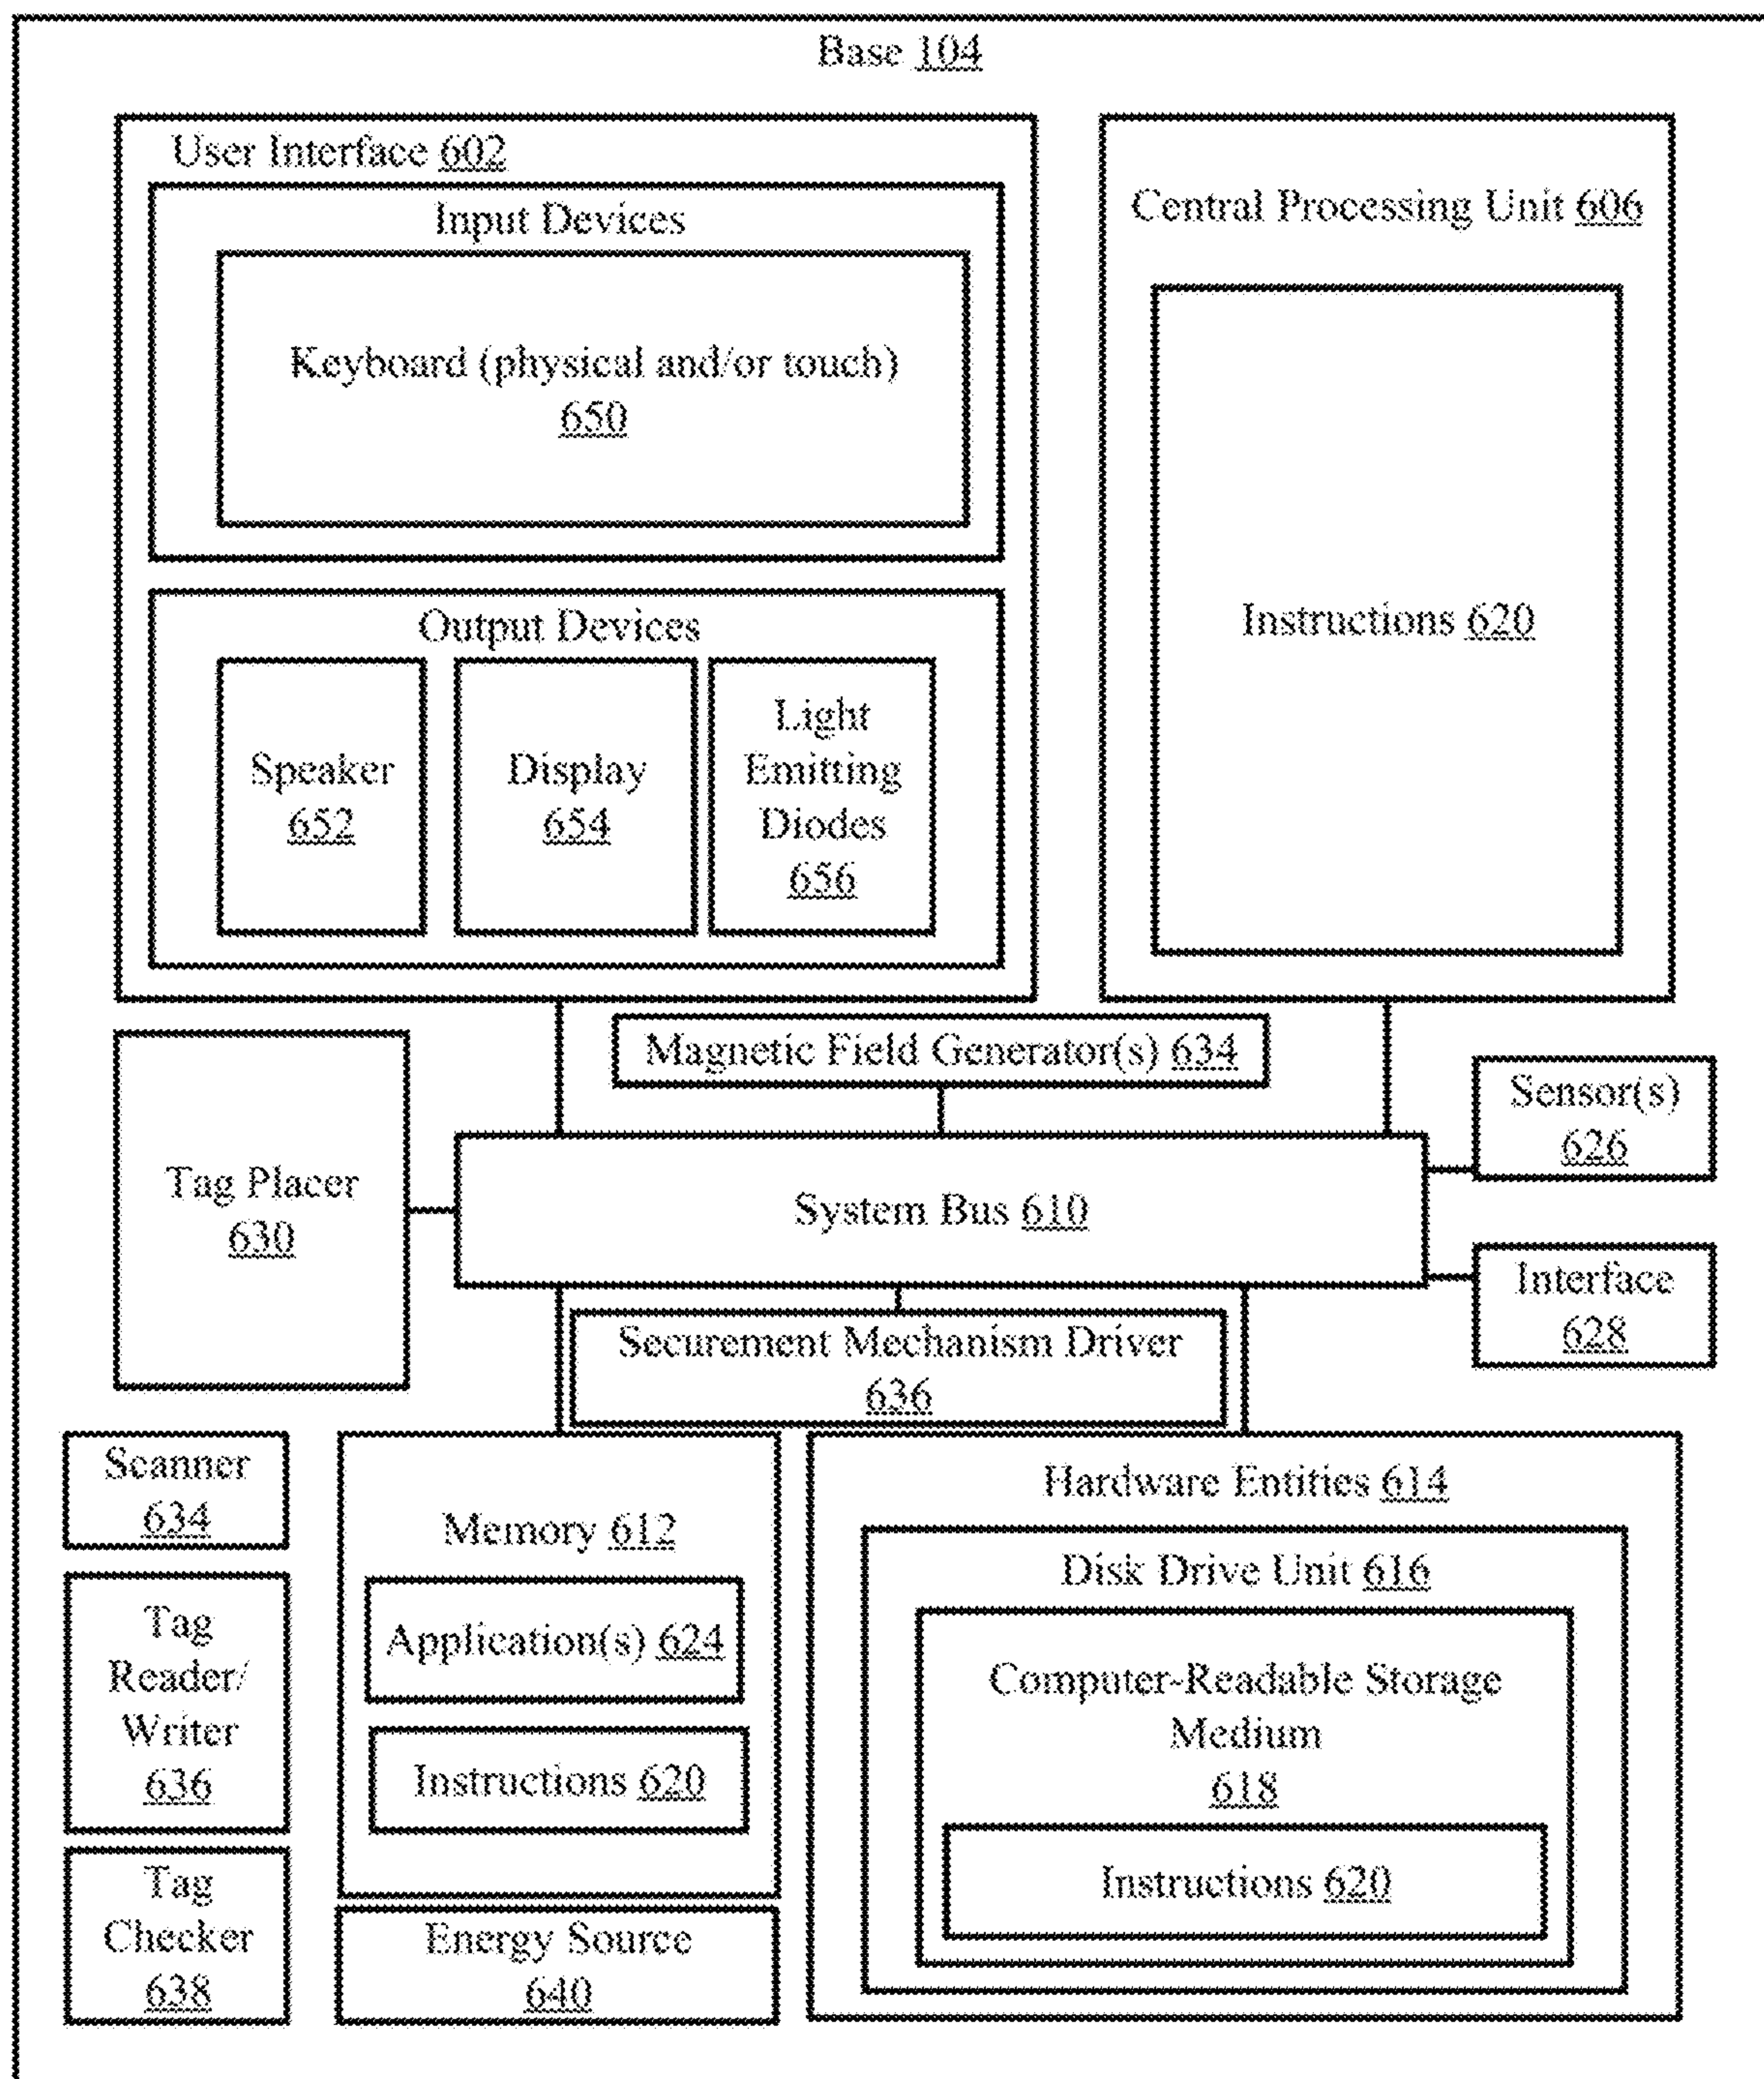 Base 104
User Interface 602
Input Devices
Keyboard (physical and/or touch)
650
Output Devices
Speaker
652
Display
654
Light
Emitting
Diodes
656
Central Processing Unit 606
Instructions 620
Magnetic Field Generator(s) 634
Tag Placer
630
System Bus 610
Sensor(s)
626
Interface
628
Securement Mechanism Driver
636
Scanner
634
Tag
Reader/
Writer
636
Tag
Checker
638
Memory 612
Application(s) 624
Instructions 620
Energy Source
640
Hardware Entities 614
Disk Drive Unit 616
Computer-Readable Storage
Medium
618
Instructions 620